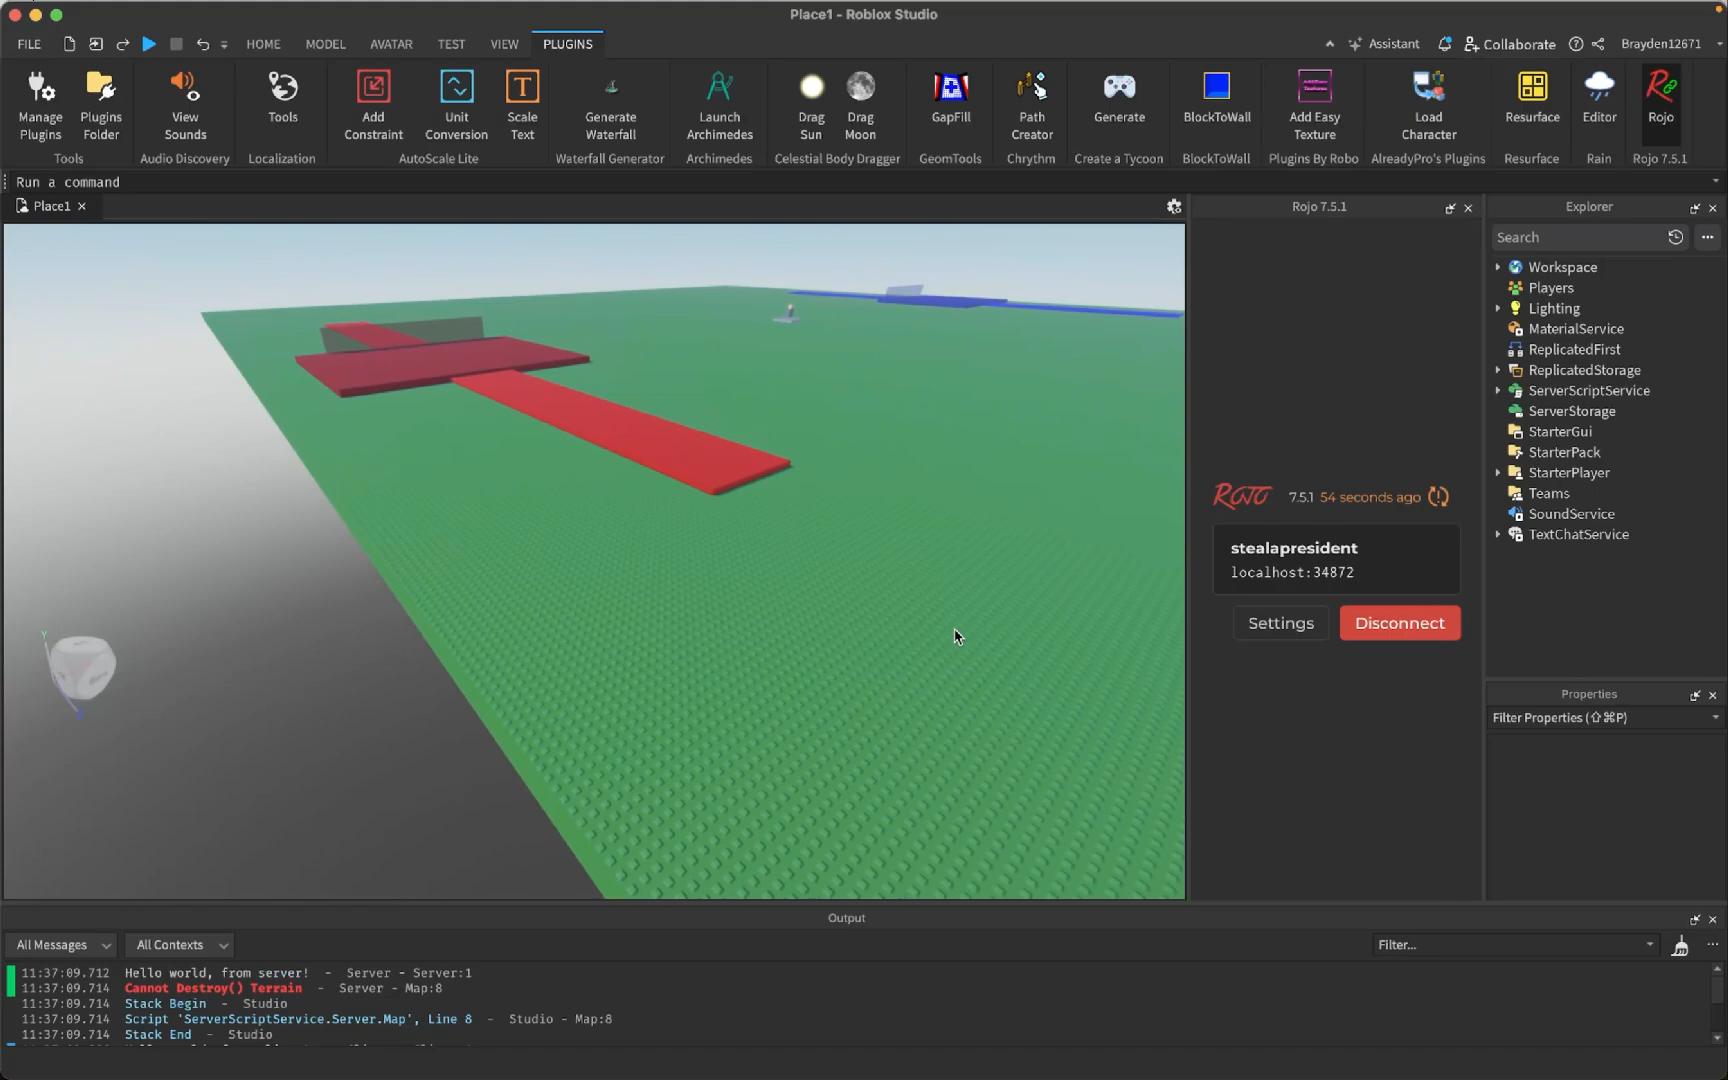 Place1 - Roblox Studio
FILE HOME MODEL AVATAR TEST VIEW PLUGINS Assistant Collaborate Brayden12671
Manage Plugins Plugins Folder View Sounds Tools Add Constraint Unit Conversion Scale Text Generate Waterfall Launch Archimedes Drag Sun Drag Moon GapFill Path Creator Generate BlockToWall Add Easy Texture Load Character Resurface Editor Rojo
Tools Audio Discovery Localization AutoScale Lite Waterfall Generator Archimedes Celestial Body Dragger GeomTools Chrythm Create a Tycoon BlockToWall Plugins By Robo AlreadyPro's Plugins Resurface Rain Rojo 7.5.1
Run a command
Place1
Rojo 7.5.1
ROJO 7.5.1 54 seconds ago
stealapresident
localhost:34872
Settings Disconnect
Explorer
Search
Workspace
Players
Lighting
MaterialService
ReplicatedFirst
ReplicatedStorage
ServerScriptService
ServerStorage
StarterGui
StarterPack
StarterPlayer
Teams
SoundService
TextChatService
Properties
Filter Properties (⇧⌘P)
Output
All Messages All Contexts Filter...
11:37:09.712 Hello world, from server! - Server - Server:1
11:37:09.714 Cannot Destroy() Terrain - Server - Map:8
11:37:09.714 Stack Begin - Studio
11:37:09.714 Script 'ServerScriptService.Server.Map', Line 8 - Studio - Map:8
11:37:09.714 Stack End - Studio